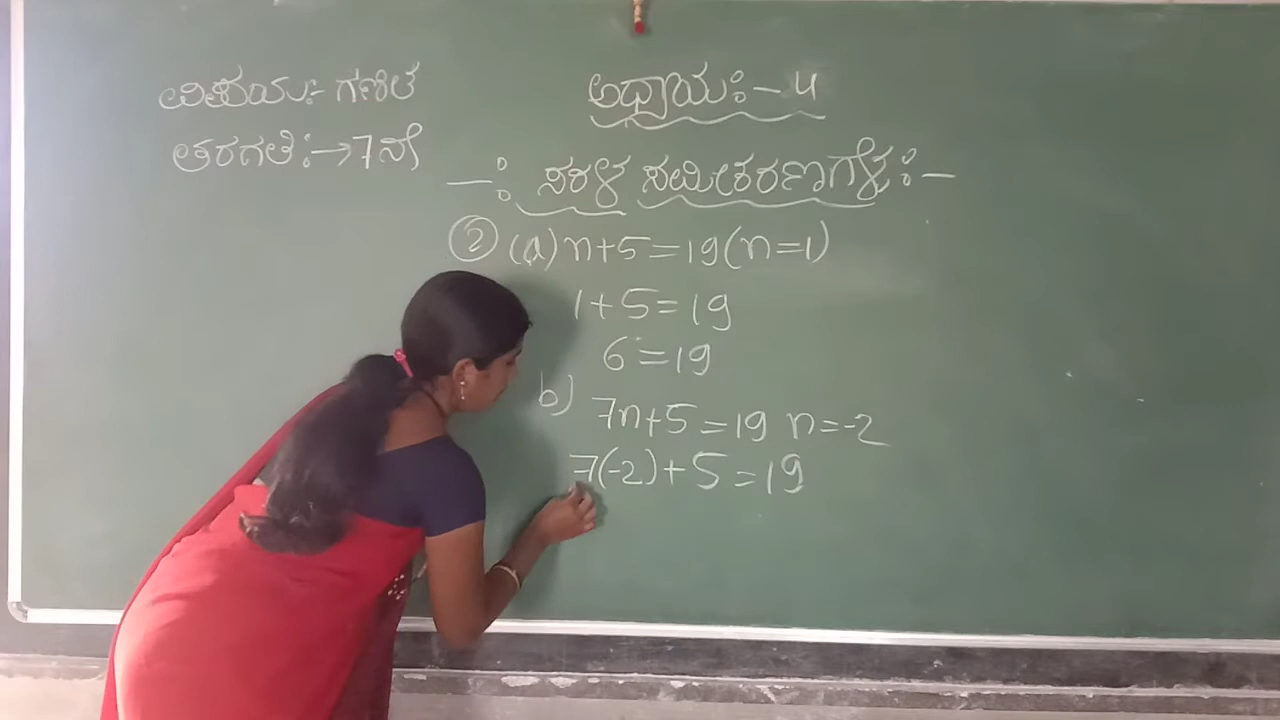 ವಿಷಯ:- ಗಣಿತ
ತರಗತಿ:→7ನೇ
ಅಧ್ಯಾಯ:-4
-: ಸರಳ ಸಮೀಕರಣಗಳು:-
② (a) n+5=19(n=1)
1+5=19
6=19
b) 7n+5=19 n=-2
7(-2)+5=19